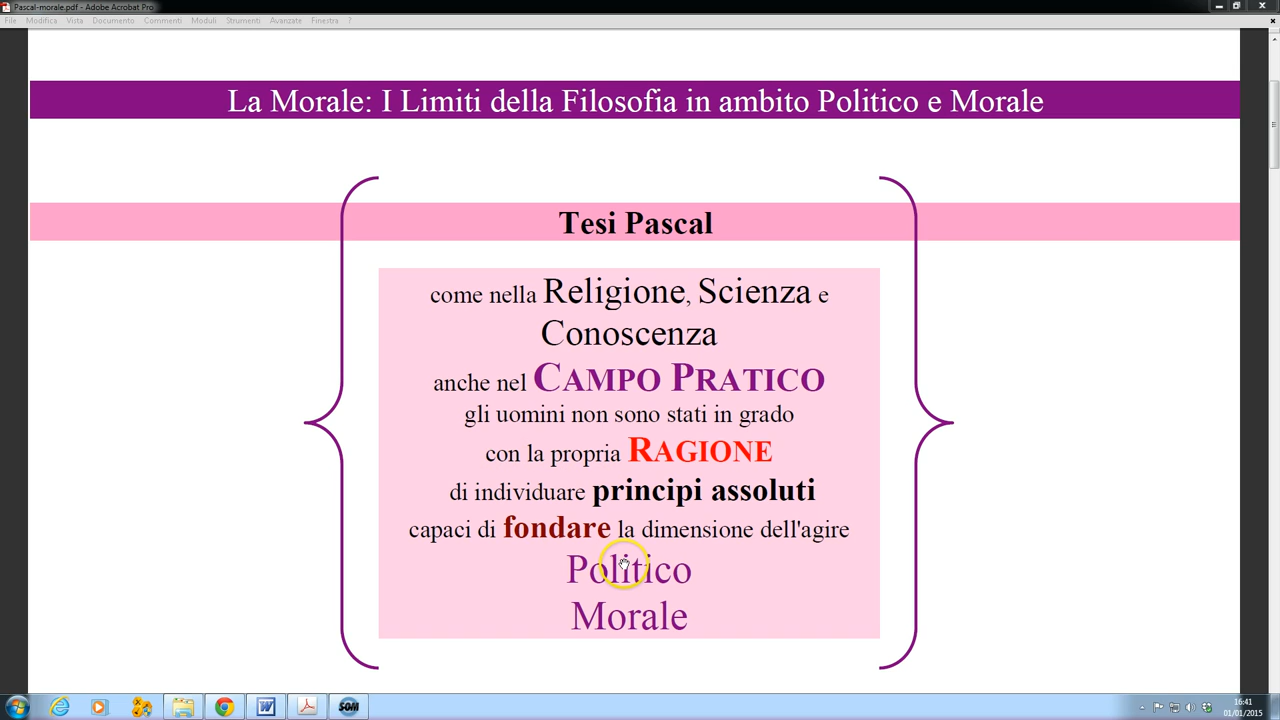 Pascal-morale.pdf - Adobe Acrobat Pro
File Modifica Vista Documento Commenti Moduli Strumenti Avanzate Finestra ?
La Morale: I Limiti della Filosofia in ambito Politico e Morale
Tesi Pascal
come nella Religione, Scienza e
Conoscenza
anche nel CAMPO PRATICO
gli uomini non sono stati in grado
con la propria RAGIONE
di individuare principi assoluti
capaci di fondare la dimensione dell'agire
Politico
Morale
SOM
16:41
01/01/2015